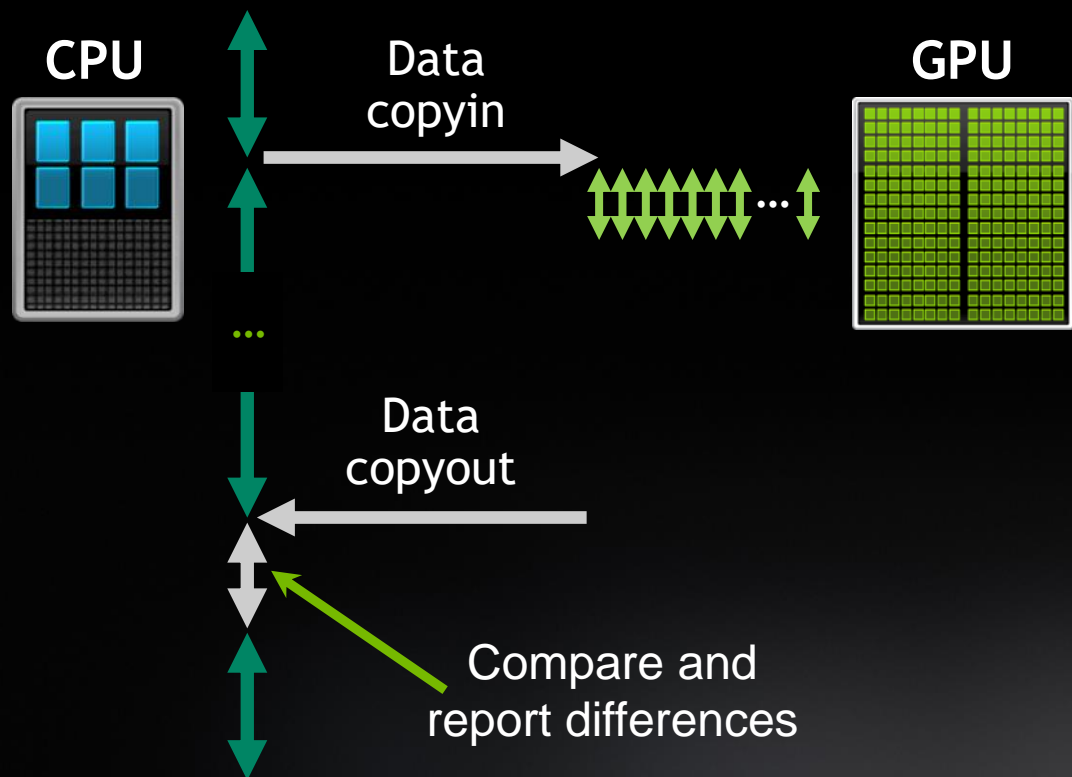 CPU
Data
copyin
GPU
...
...
Data
copyout
Compare and
report differences